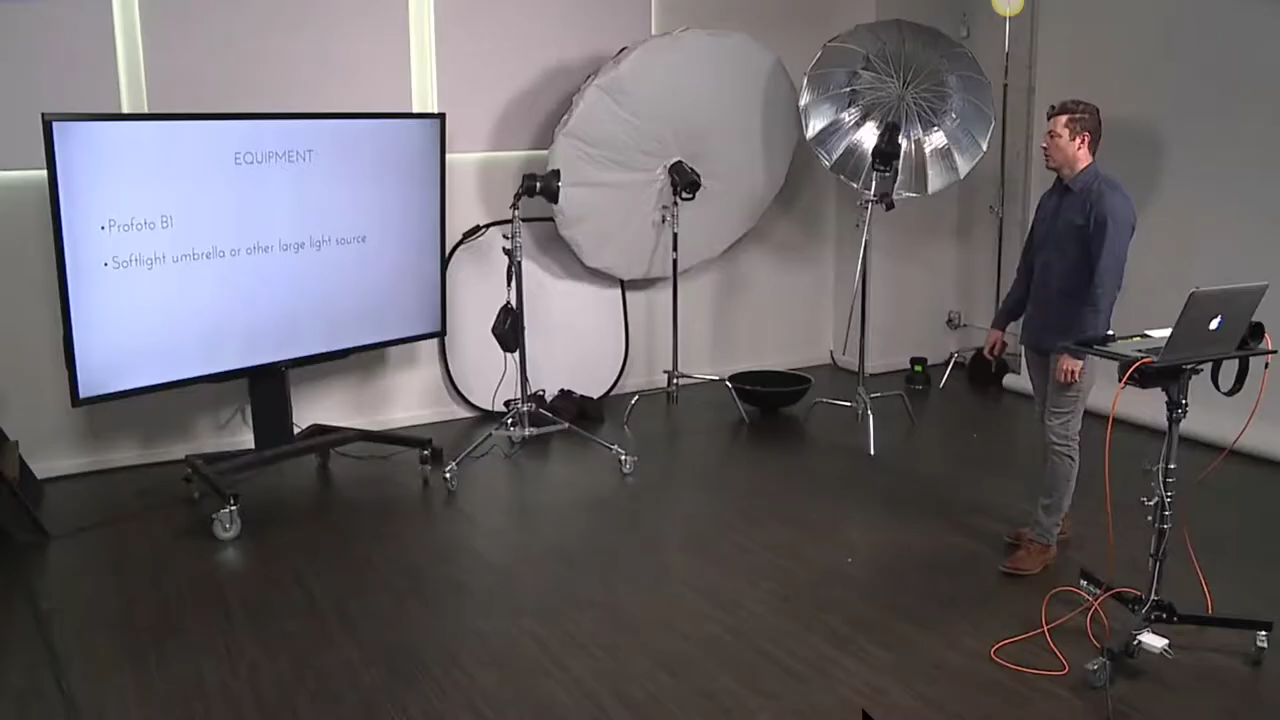 EQUIPMENT
• Profoto B1
• Softlight umbrella or other large light source